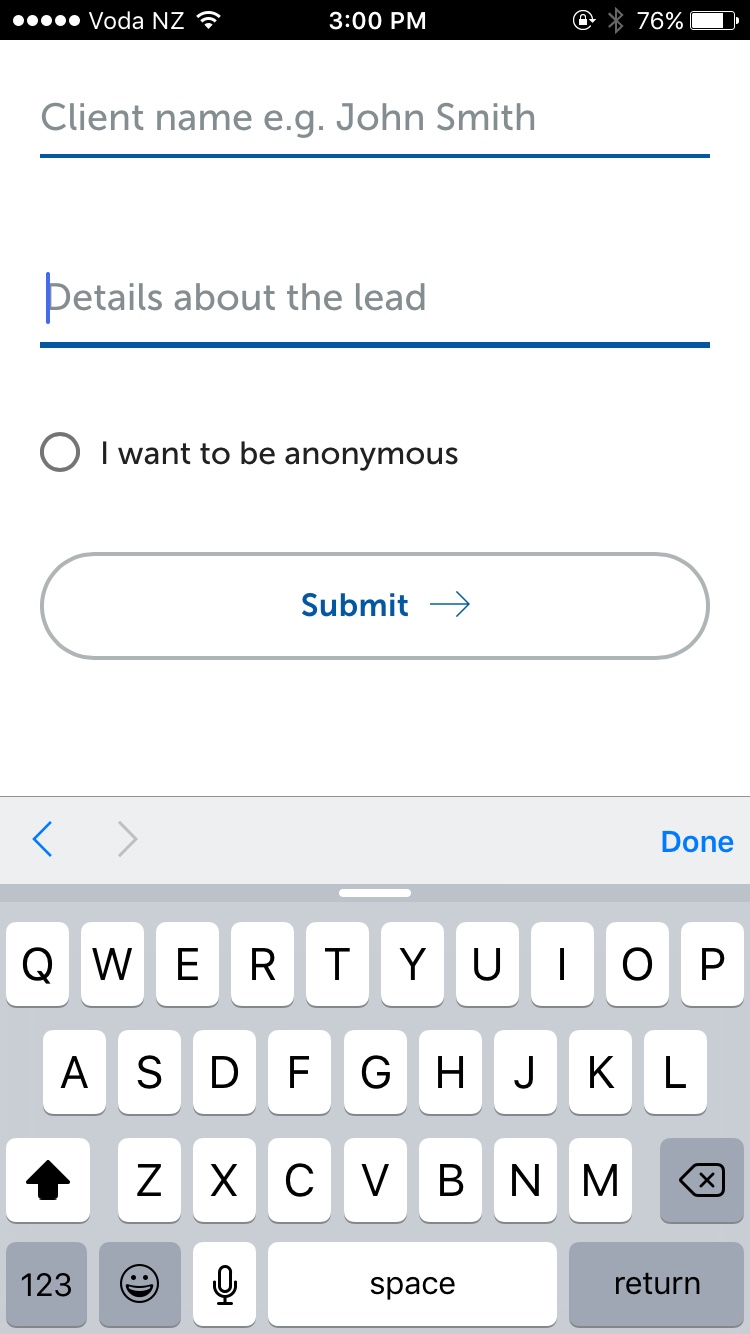 Voda NZ 3:00 PM 76%
Client name e.g. John Smith
Details about the lead
I want to be anonymous
Submit
Done
Q W E R T Y U I O P
A S D F G H J K L
Z X C V B N M
123 space return